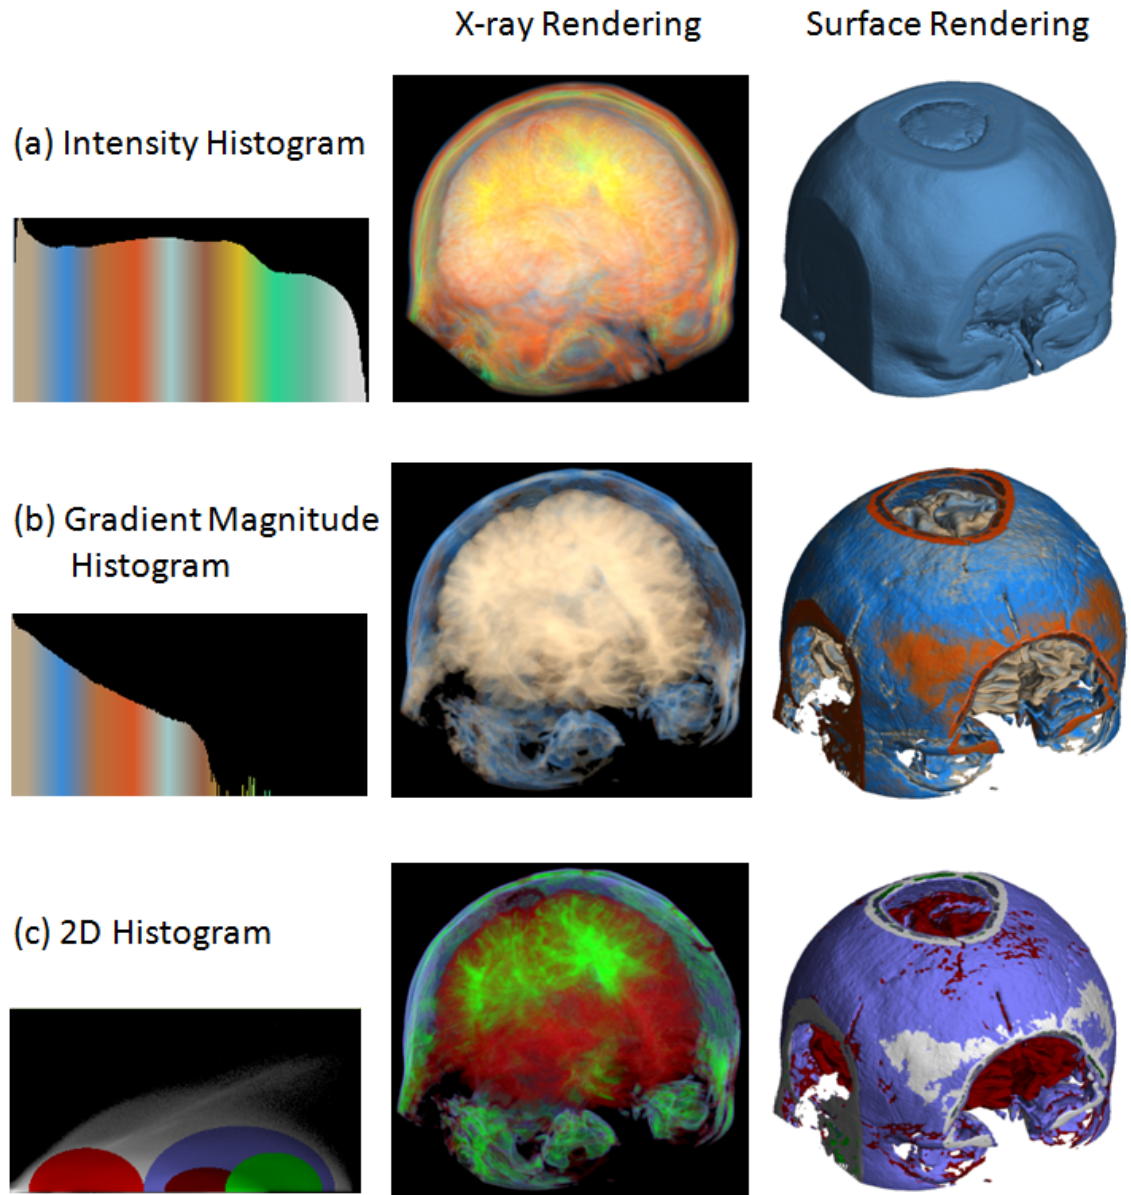 X-ray Rendering
Surface Rendering
(a) Intensity Histogram
(b) Gradient Magnitude
Histogram
(c) 2D Histogram